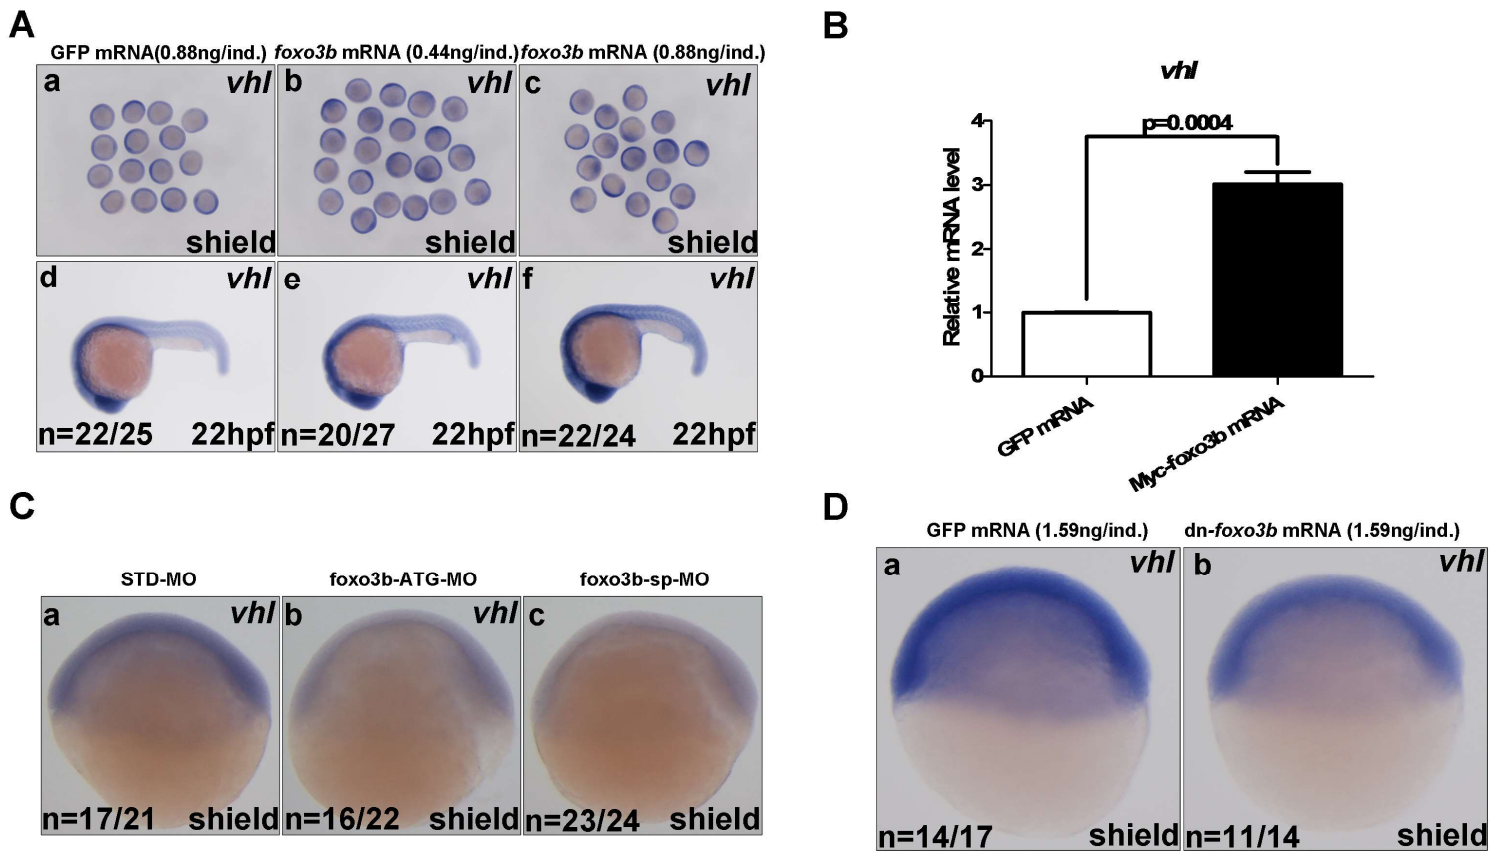 A
GFP mRNA(0.88ng/ind.) foxo3b mRNA (0.44ng/ind.) foxo3b mRNA (0.88ng/ind.)
a vhl b vhl c vhl
shield shield shield
d vhl e vhl f vhl
n=22/25 22hpf n=20/27 22hpf n=22/24 22hpf
B
vhl
p=0.0004
Relative mRNA level
4
3
2
1
0
GFP mRNA
Myc-foxo3b mRNA
C
STD-MO foxo3b-ATG-MO foxo3b-sp-MO
a vhl b vhl c
n=17/21 shield n=16/22 shield n=23/24 shield
D
GFP mRNA (1.59ng/ind.) dn-foxo3b mRNA (1.59ng/ind.)
a vhl b vhl
n=14/17 shield n=11/14 shield